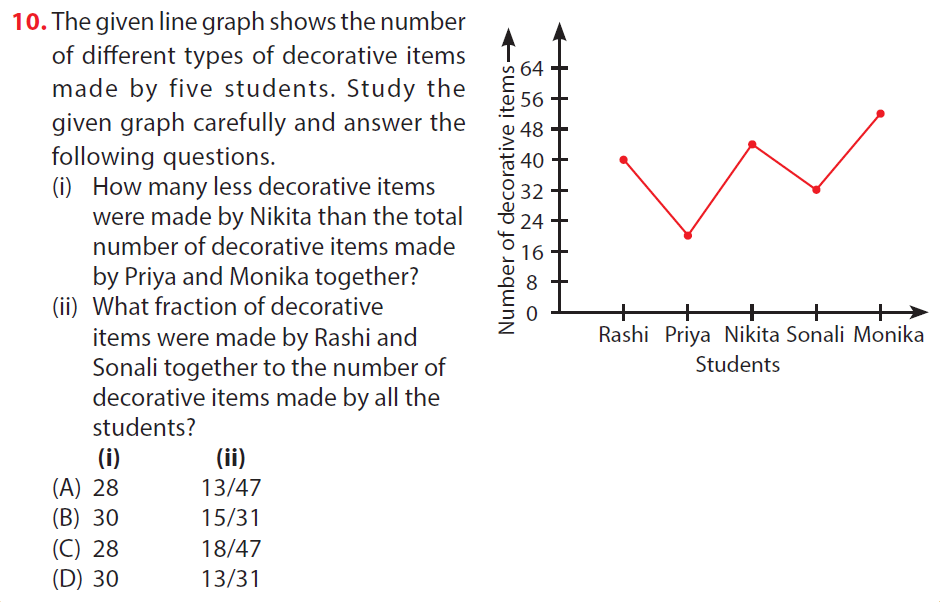 10. The given line graph shows the number
of different types of decorative items
made by five students. Study the
given graph carefully and answer the
following questions.
(i) How many less decorative items
were made by Nikita than the total
number of decorative items made
by Priya and Monika together?
(ii) What fraction of decorative
items were made by Rashi and
Sonali together to the number of
decorative items made by all the
students?
(i) (ii)
(A) 28 13/47
(B) 30 15/31
(C) 28 18/47
(D) 30 13/31
Number of decorative items
64
56
48
40
32
24
16
8
0
Rashi Priya Nikita Sonali Monika
Students